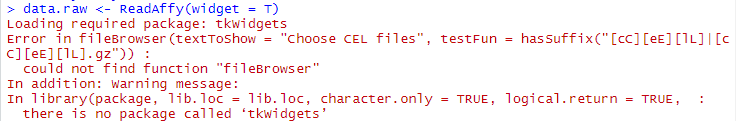 > data.raw <- ReadAffy(widget = T)
Loading required package: tkWidgets
Error in fileBrowser(textToShow = "Choose CEL files", testFun = hasSuffix("[cC][eE][lL]|[c
C][eE][lL].gz")) :
  could not find function "fileBrowser"
In addition: Warning message:
In library(package, lib.loc = lib.loc, character.only = TRUE, logical.return = TRUE,  :
  there is no package called ‘tkWidgets’